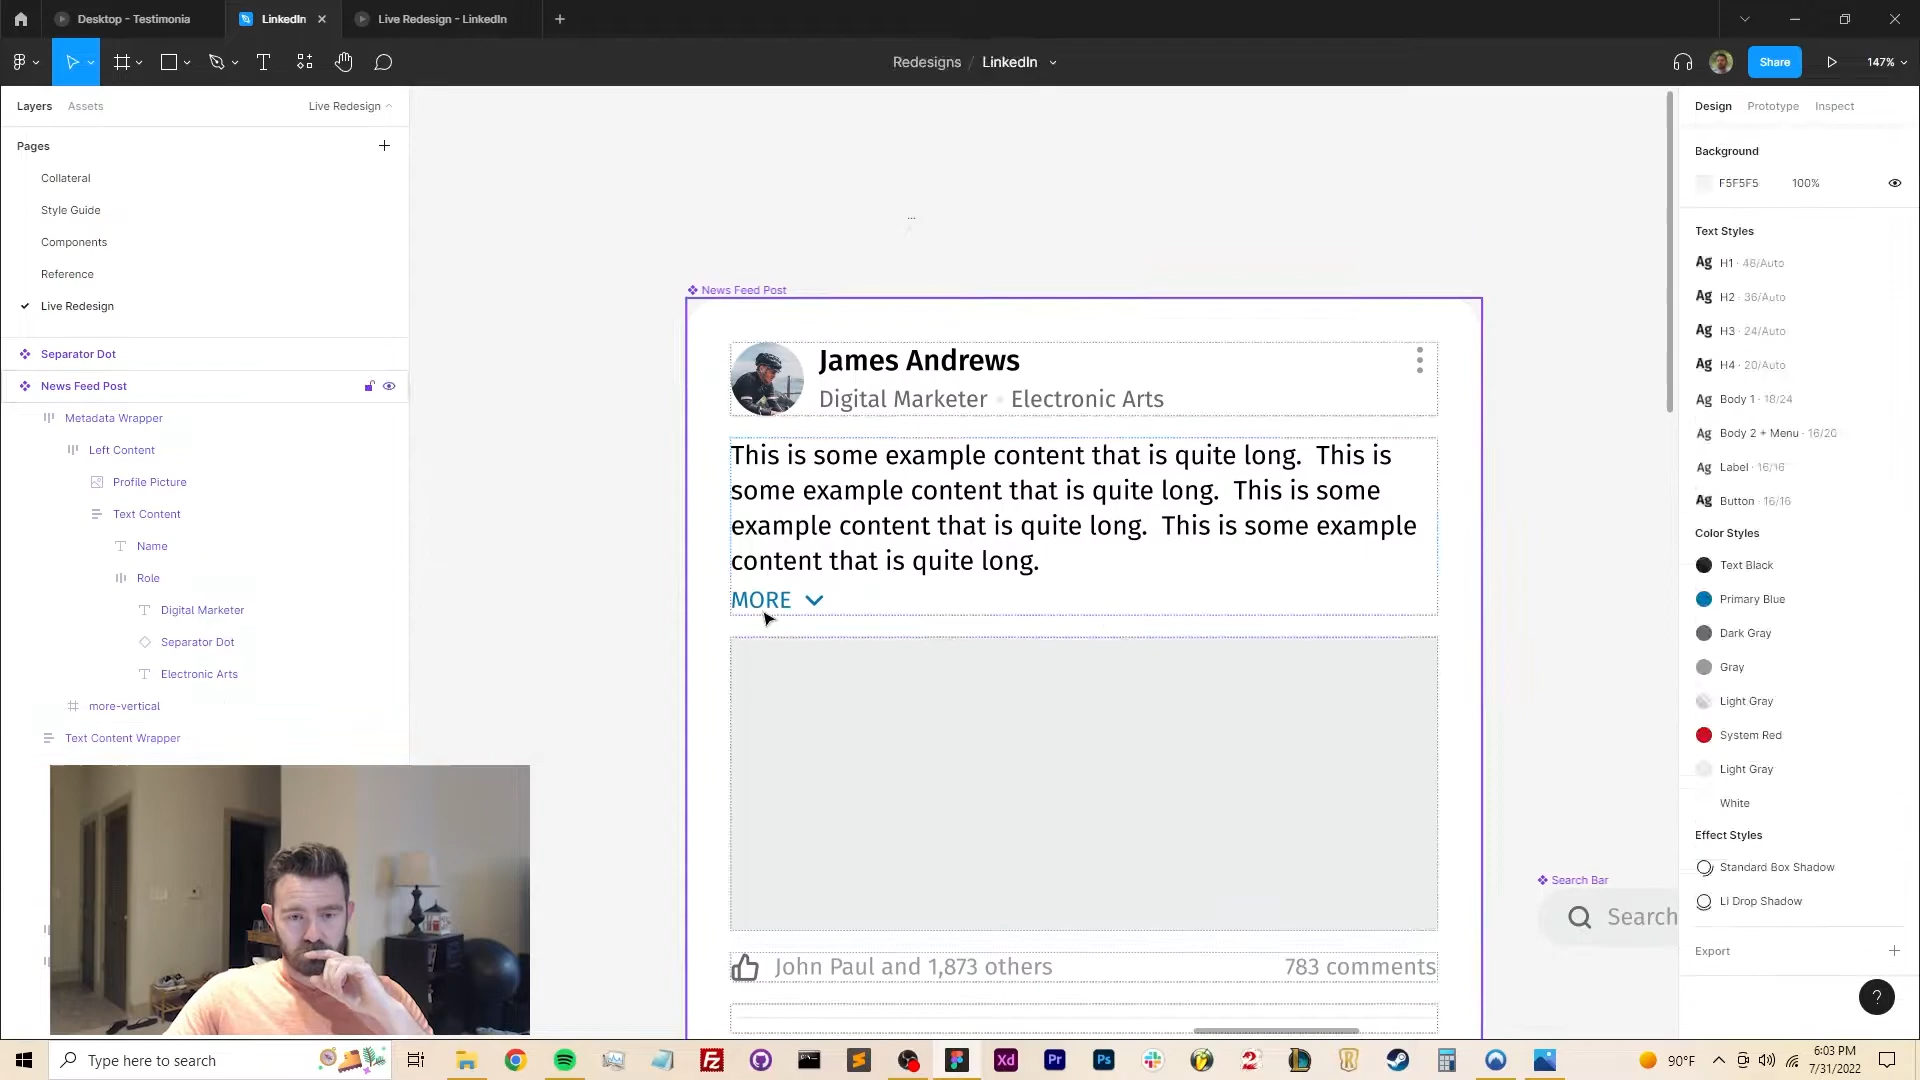 Desktop - Testimonia
LinkedIn
Live Redesign - LinkedIn
Redesigns / LinkedIn
Share
147%
Layers
Assets
Live Redesign
Design
Prototype
Inspect
Pages
Collateral
Style Guide
Components
Reference
Live Redesign
Separator Dot
News Feed Post
Metadata Wrapper
Left Content
Profile Picture
Text Content
Name
Role
Digital Marketer
Separator Dot
Electronic Arts
more-vertical
Text Content Wrapper
...
News Feed Post
James Andrews
Digital Marketer
Electronic Arts
This is some example content that is quite long. This is
some example content that is quite long. This is some
example content that is quite long. This is some example
content that is quite long.
MORE
John Paul and 1,873 others
783 comments
Search Bar
Search
Background
F5F5F5
100%
Text Styles
Ag H1 · 48/Auto
Ag H2 · 36/Auto
Ag H3 · 24/Auto
Ag H4 · 20/Auto
Ag Body 1 · 18/24
Ag Body 2 + Menu · 16/20
Ag Label · 16/16
Ag Button · 16/16
Color Styles
Text Black
Primary Blue
Dark Gray
Gray
Light Gray
System Red
Light Gray
White
Effect Styles
Standard Box Shadow
LI Drop Shadow
Export
?
Type here to search
Xd
Pr
Ps
90°F
6:03 PM
7/31/2022